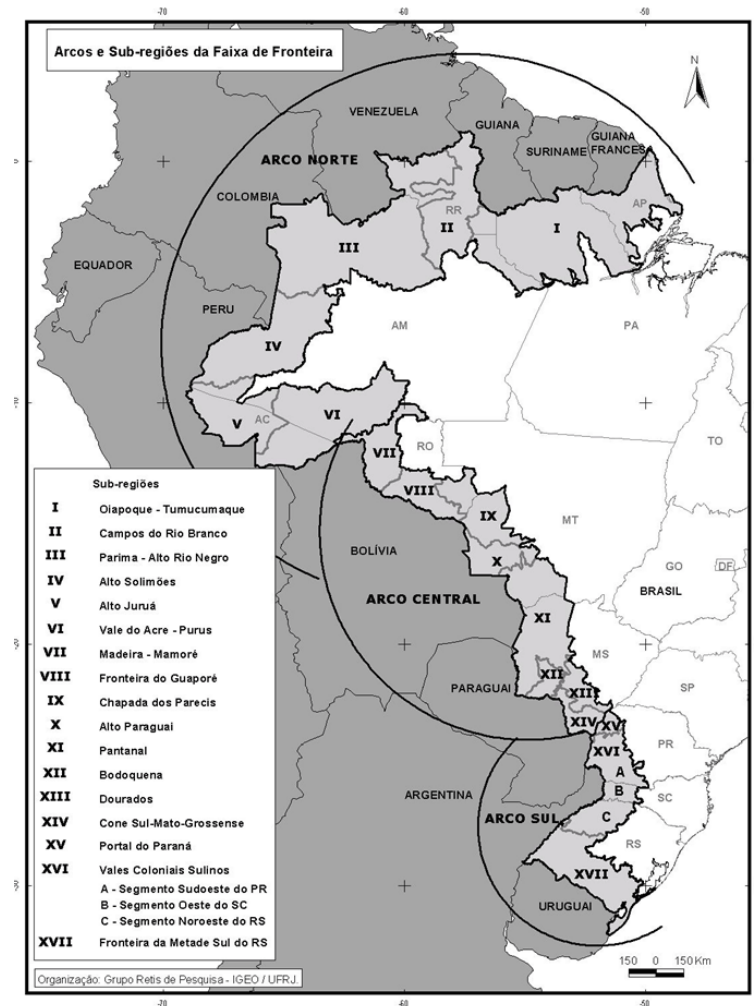 -70
-60
-50
Arcos e Sub-regiões da Faixa de Fronteira
N
VENEZUELA
GUIANA
SURINAME
GUIANA
FRANCESA
ARCO NORTE
COLOMBIA
0
RR
AP
II
I
III
EQUADOR
PERU
AM
PA
IV
-10
V
AC
VI
RO
TO
VII
VIII
IX
MT
BOLÍVIA
X
GO
DF
BRASIL
ARCO CENTRAL
XI
MS
PARAGUAI
XII
XIII
SP
XIV
XV
XVI
PR
A
ARGENTINA
B
SC
ARCO SUL
C
RS
XVII
URUGUAI
Sub-regiões
I Oiapoque - Tumucumaque
II Campos do Rio Branco
III Parima - Alto Rio Negro
IV Alto Solimões
V Alto Juruá
VI Vale do Acre - Purus
VII Madeira - Mamoré
VIII Fronteira do Guaporé
IX Chapada dos Parecis
X Alto Paraguai
XI Pantanal
XII Bodoquena
XIII Dourados
XIV Cone Sul-Mato-Grossense
XV Portal do Paraná
XVI Vales Coloniais Sulinos
A - Segmento Sudoeste do PR
B - Segmento Oeste do SC
C - Segmento Noroeste do RS
XVII Fronteira da Metade Sul do RS
150 0 150 Km
Organização: Grupo Retis de Pesquisa - IGEO / UFRJ.
-70
-60
-50